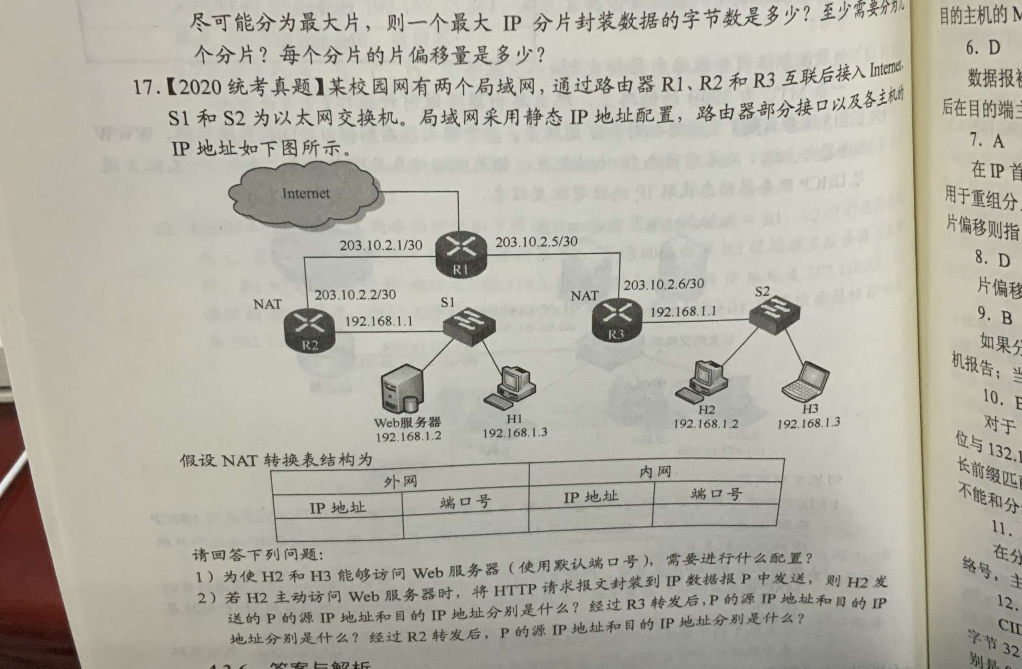 尽可能分为最大片，则一个最大 IP 分片封装数据的字节数是多少？至少需要分为几
个分片？每个分片的片偏移量是多少？
17.【2020 统考真题】某校园网有两个局域网，通过路由器 R1、R2 和 R3 互联后接入 Internet，
S1 和 S2 为以太网交换机。局域网采用静态 IP 地址配置，路由器部分接口以及各主机的
IP 地址如下图所示。
Internet
203.10.2.1/30
203.10.2.5/30
R1
NAT
203.10.2.2/30
S1
192.168.1.1
R2
NAT
203.10.2.6/30
S2
192.168.1.1
R3
Web服务器
192.168.1.2
H1
192.168.1.3
H2
192.168.1.2
H3
192.168.1.3
假设 NAT 转换表结构为
外网 内网
IP 地址 端口号 IP 地址 端口号
请回答下列问题：
1）为使 H2 和 H3 能够访问 Web 服务器（使用默认端口号），需要进行什么配置？
2）若 H2 主动访问 Web 服务器时，将 HTTP 请求报文封装到 IP 数据报 P 中发送，则 H2 发
送的 P 的源 IP 地址和目的 IP 地址分别是什么？经过 R3 转发后，P 的源 IP 地址和目的 IP
地址分别是什么？经过 R2 转发后，P 的源 IP 地址和目的 IP 地址分别是什么？
4.3.6 答案与解析
目的主机的 M
6. D
数据报被
后在目的端主
7. A
在 IP 首
用于重组分
片偏移则指
8. D
片偏移
9. B
如果分
机报告；当
10.
对于
位与 132.1
长前缀匹配
不能和分
11.
在分
络号，主
12.
CID
字节 32
别是